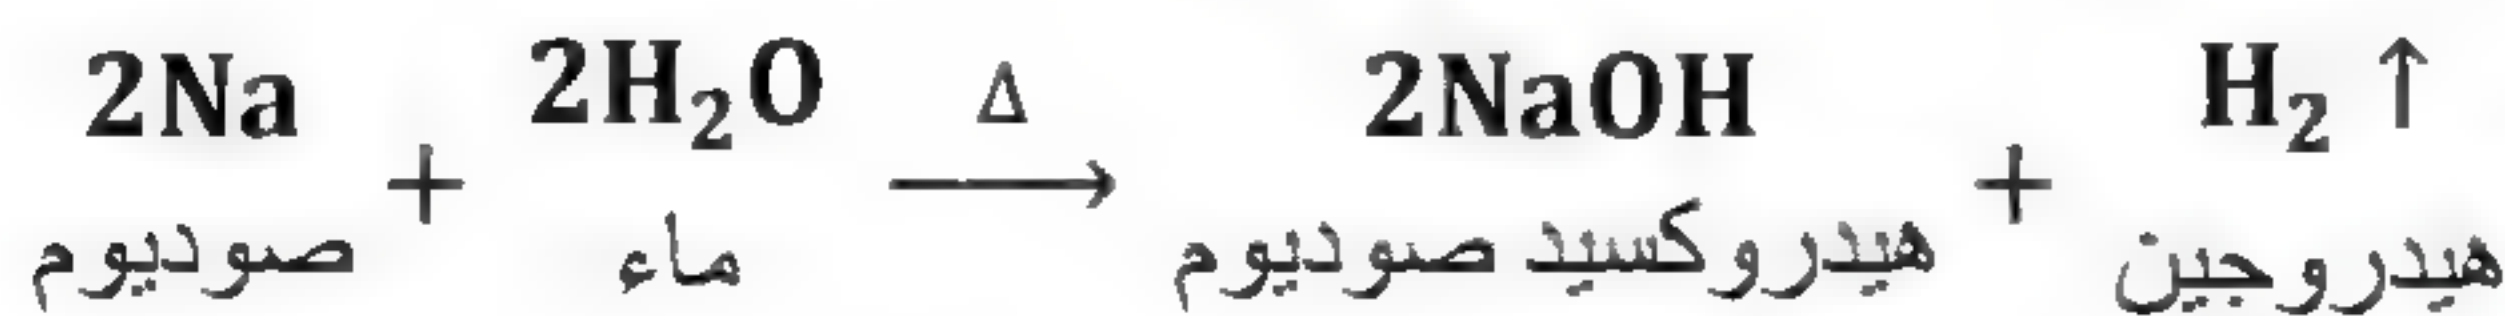 2Na + 2H₂O Δ⟶ 2NaOH + H₂ ↑
صوديوم ماء هيدروكسيد صوديوم هيدروجين